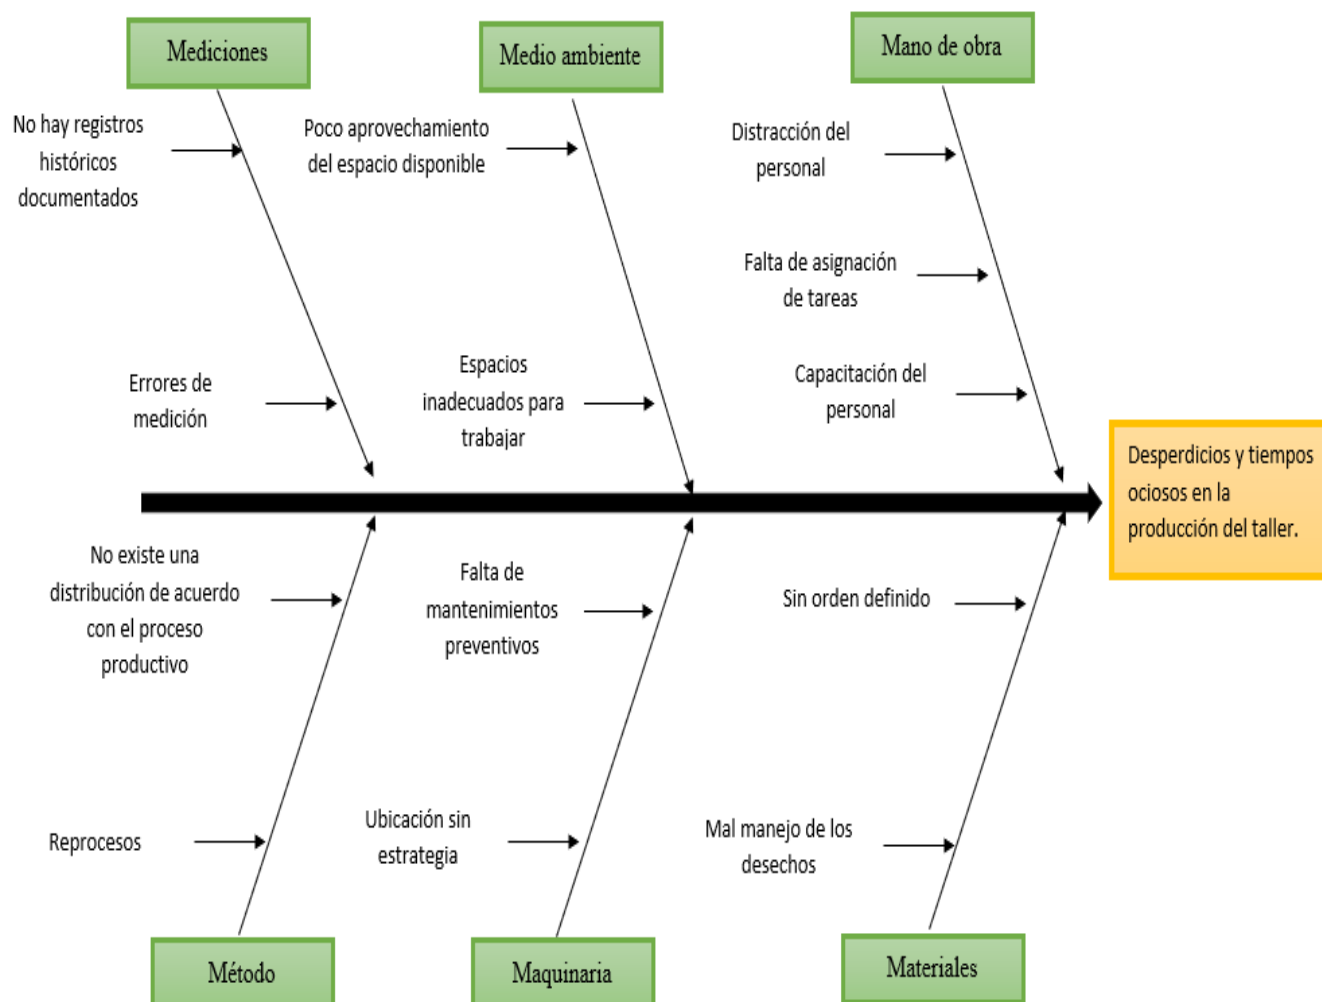 Mediciones
Medio ambiente
Mano de obra
No hay registros
históricos
documentados
Poco aprovechamiento
del espacio disponible
Distracción del
personal
Falta de asignación
de tareas
Errores de
medición
Espacios
inadecuados para
trabajar
Capacitación del
personal
Desperdicios y tiempos
ociosos en la
producción del taller.
No existe una
distribución de acuerdo
con el proceso
productivo
Falta de
mantenimientos
preventivos
Sin orden definido
Reprocesos
Ubicación sin
estrategia
Mal manejo de los
desechos
Método
Maquinaria
Materiales